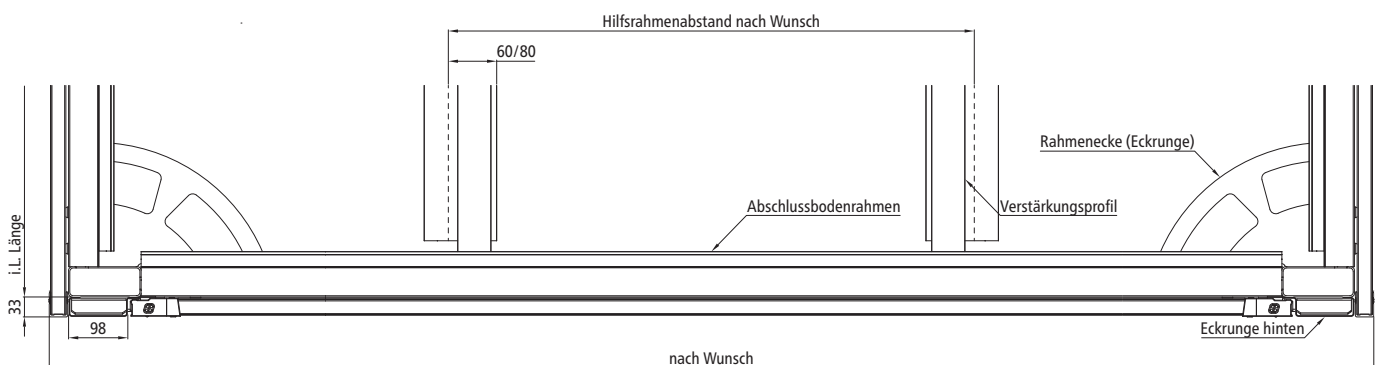 Hilfsrahmenabstand nach Wunsch
60/80
Rahmenecke (Eckrunge)
Abschlussbodenrahmen
Verstärkungsprofil
i.L. Länge
33
98
Eckrunge hinten
nach Wunsch